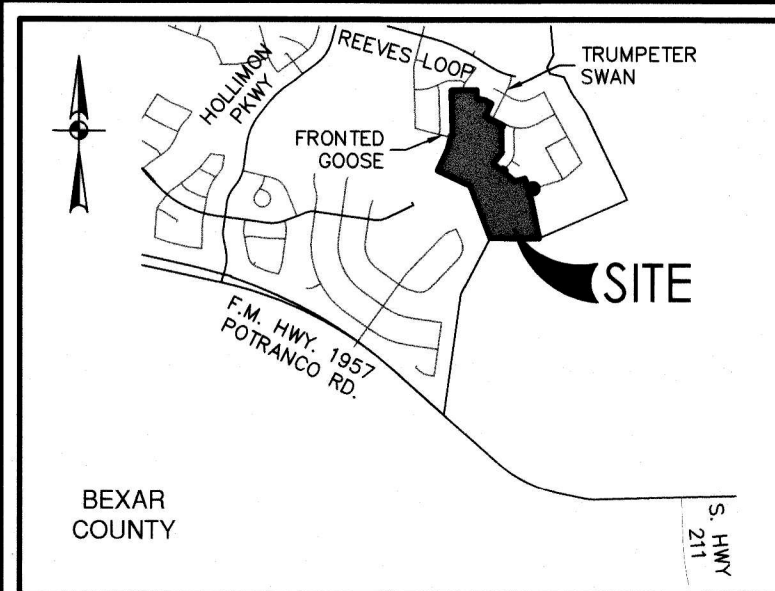 REEVES LOOP
TRUMPETER
SWAN
HOLLIMON
PKWY
FRONTED
GOOSE
SITE
F.M. HWY. 1957
POTRANCO RD.
BEXAR
COUNTY
S. HWY
211